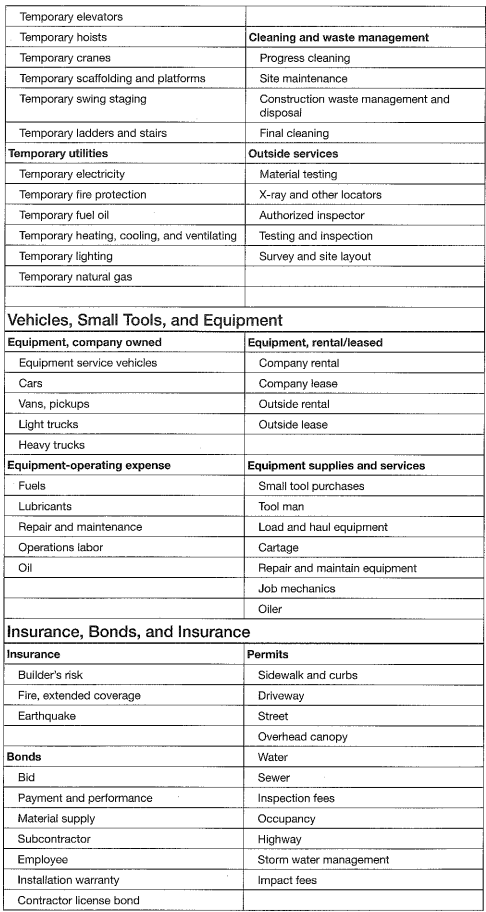 Temporary elevators
Temporary hoists
Cleaning and waste management
Temporary cranes
Progress cleaning
Temporary scaffolding and platforms
Site maintenance
Temporary swing staging
Construction waste management and
disposal
Temporary ladders and stairs
Final cleaning
Temporary utilities
Outside services
Temporary electricity
Material testing
Temporary fire protection
X-ray and other locators
Temporary fuel oil
Authorized inspector
Temporary heating, cooling, and ventilating
Testing and inspection
Temporary lighting
Survey and site layout
Temporary natural gas
Vehicles, Small Tools, and Equipment
Equipment, company owned
Equipment, rental/leased
Equipment service vehicles
Company rental
Cars
Company lease
Vans, pickups
Outside rental
Light trucks
Outside lease
Heavy trucks
Equipment-operating expense
Equipment supplies and services
Fuels
Small tool purchases
Lubricants
Tool man
Repair and maintenance
Load and haul equipment
Operations labor
Cartage
Oil
Repair and maintain equipment
Job mechanics
Oiler
Insurance, Bonds, and Insurance
Insurance
Permits
Builder's risk
Sidewalk and curbs
Fire, extended coverage
Driveway
Earthquake
Street
Overhead canopy
Bonds
Water
Bid
Sewer
Payment and performance
Inspection fees
Material supply
Occupancy
Subcontractor
Highway
Employee
Storm water management
Installation warranty
Impact fees
Contractor license bond